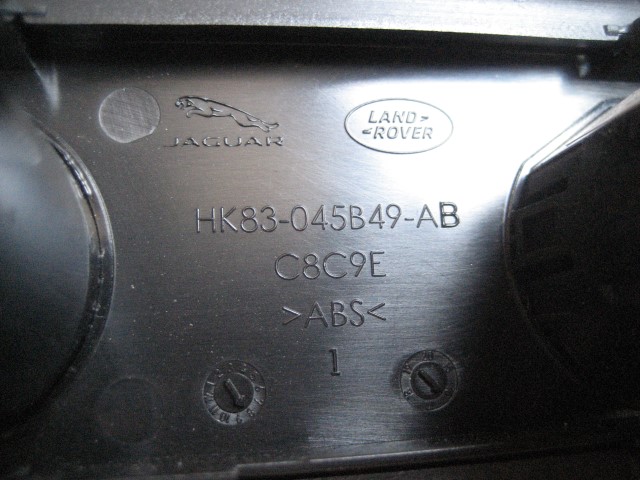 JAGUAR
LAND
ROVER
HK83-045B49-AB
C8C9E
>ABS<
1